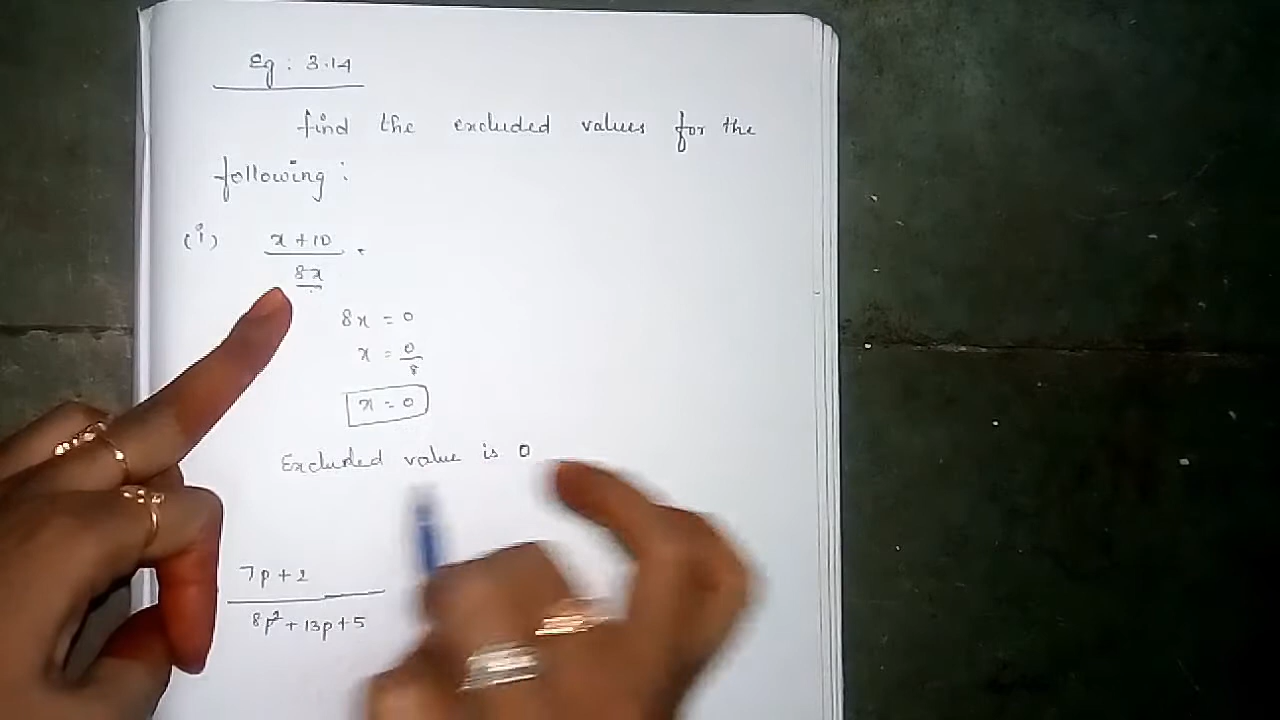 Eg : 3.14
find the excluded values for the
following :
(i) x + 10 / 8x
8x = 0
x = 0/8
x = 0
Excluded value is 0
7p + 2 / 8p² + 13p + 5